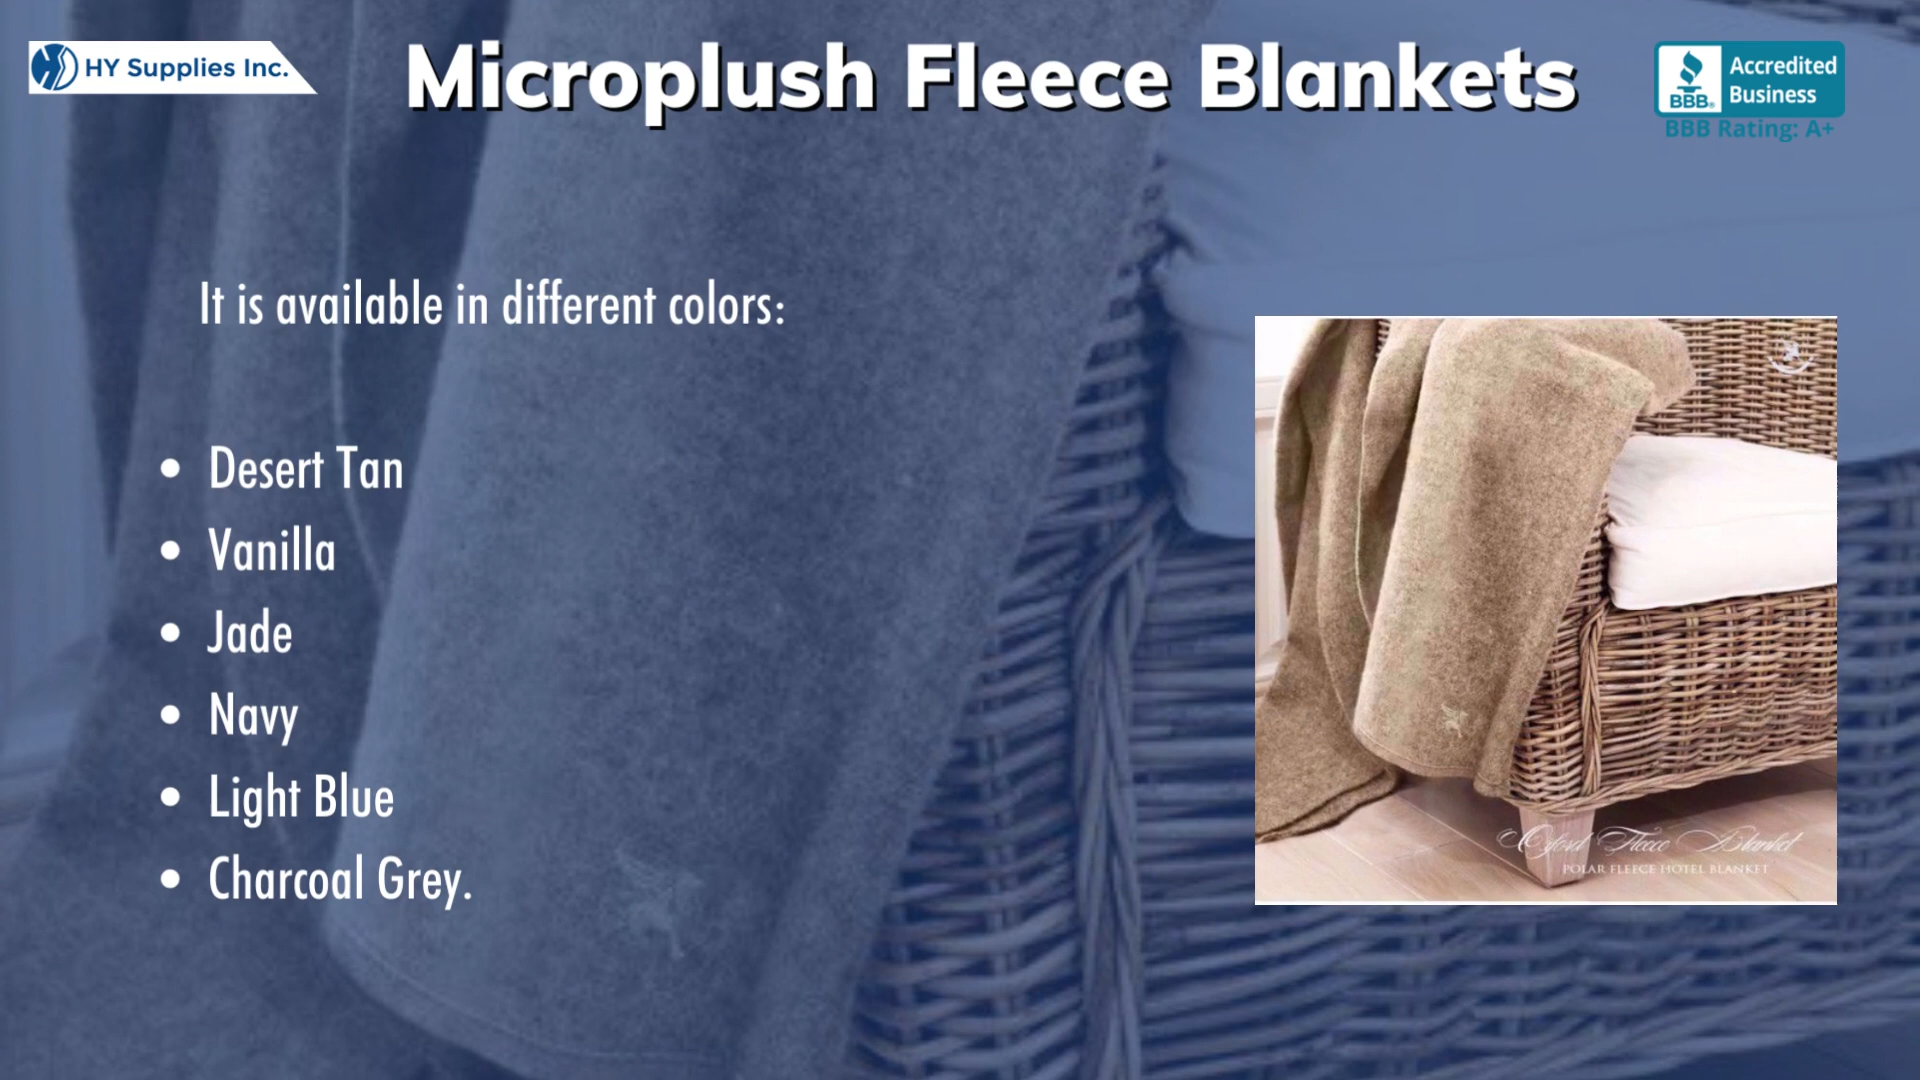 HY Supplies Inc.
Microplush Fleece Blankets
BBB.
Accredited
Business
BBB Rating: A+
It is available in different colors:
• Desert Tan
• Vanilla
• Jade
• Navy
• Light Blue
• Charcoal Grey.
Oxford Fleece Blanket
POLAR FLEECE HOTEL BLANKET